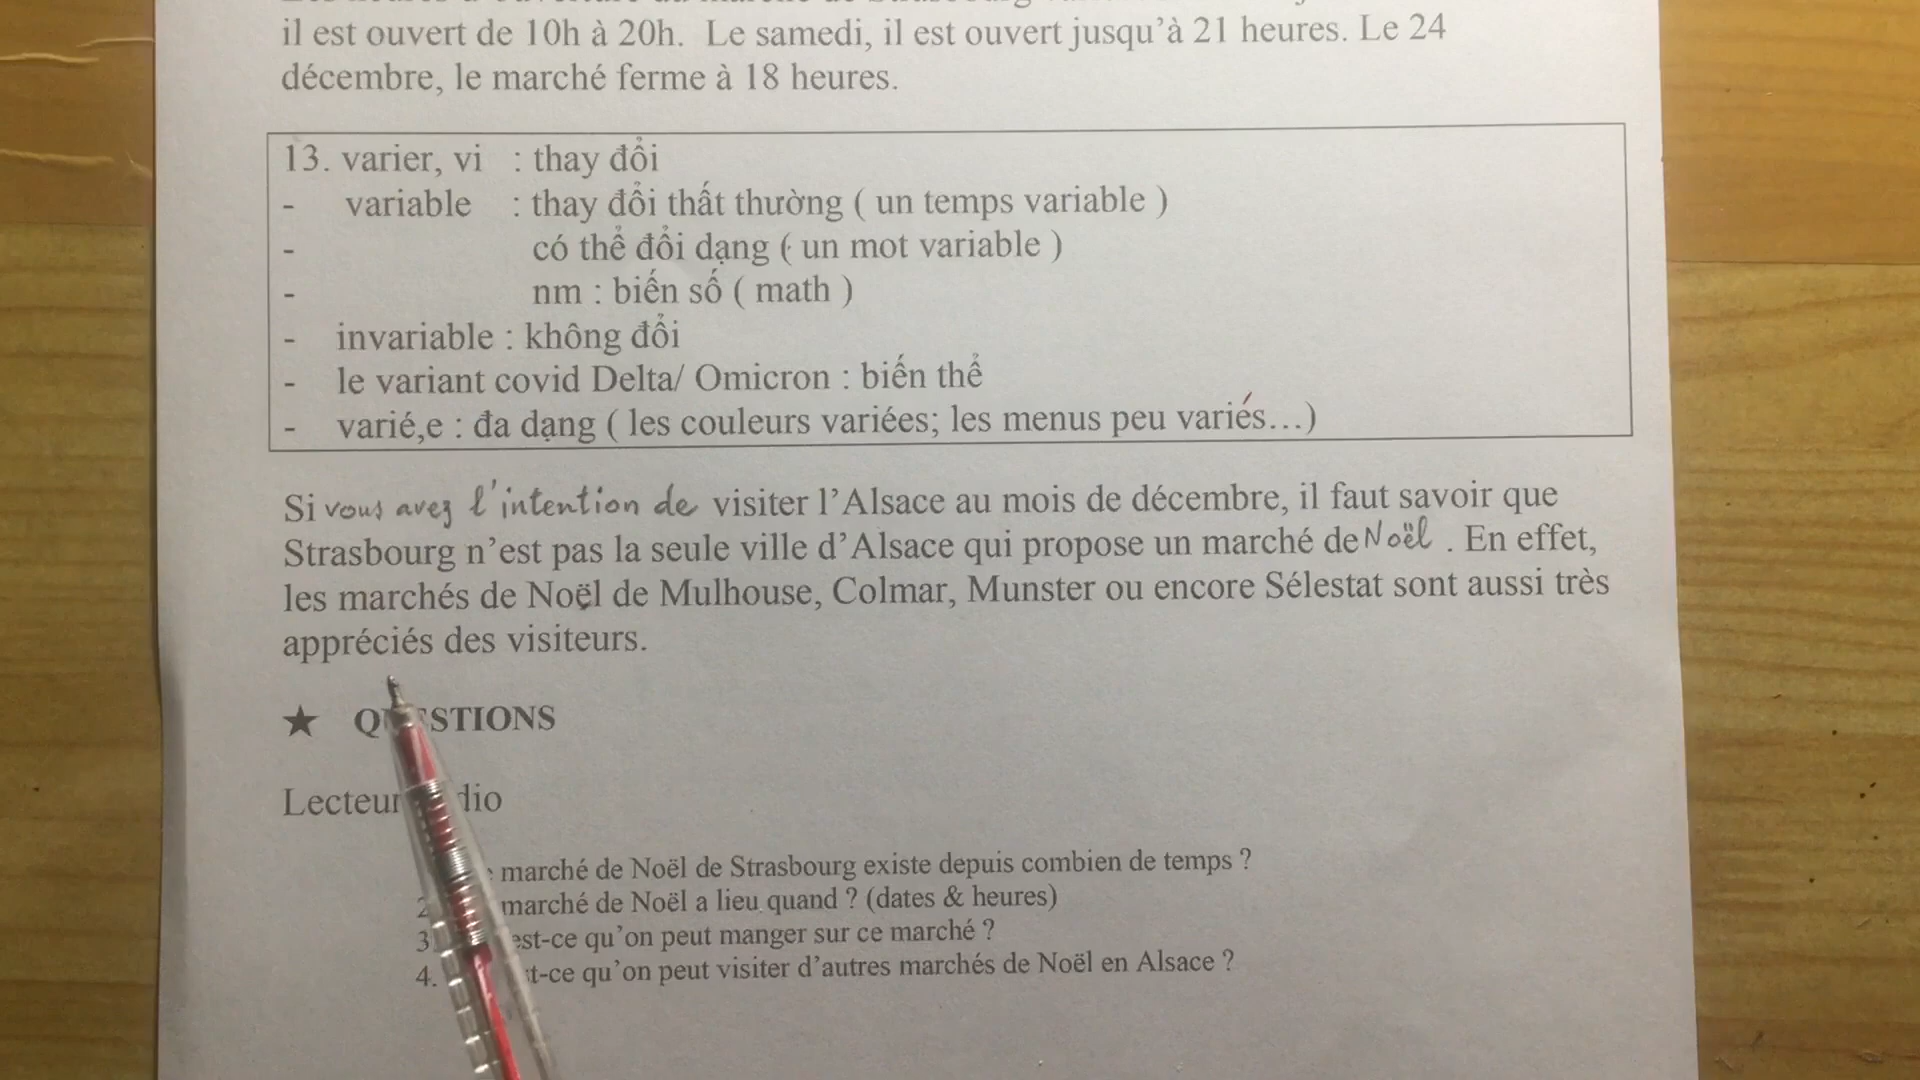 il est ouvert de 10h à 20h. Le samedi, il est ouvert jusqu'à 21 heures. Le 24
décembre, le marché ferme à 18 heures.
13. varier, vi : thay đổi
- variable : thay đổi thất thường ( un temps variable )
- có thể đổi dạng ( un mot variable )
- nm : biến số ( math )
- invariable : không đổi
- le variant covid Delta/ Omicron : biến thể
- varié,e : đa dạng ( les couleurs variées; les menus peu variés…)
Si vous avez l'intention de visiter l'Alsace au mois de décembre, il faut savoir que
Strasbourg n'est pas la seule ville d'Alsace qui propose un marché de Noël . En effet,
les marchés de Noël de Mulhouse, Colmar, Munster ou encore Sélestat sont aussi très
appréciés des visiteurs.
★ QUESTIONS
Lecteur
marché de Noël de Strasbourg existe depuis combien de temps ?
2 marché de Noël a lieu quand ? (dates & heures)
3 est-ce qu'on peut manger sur ce marché ?
4. t-ce qu'on peut visiter d'autres marchés de Noël en Alsace ?